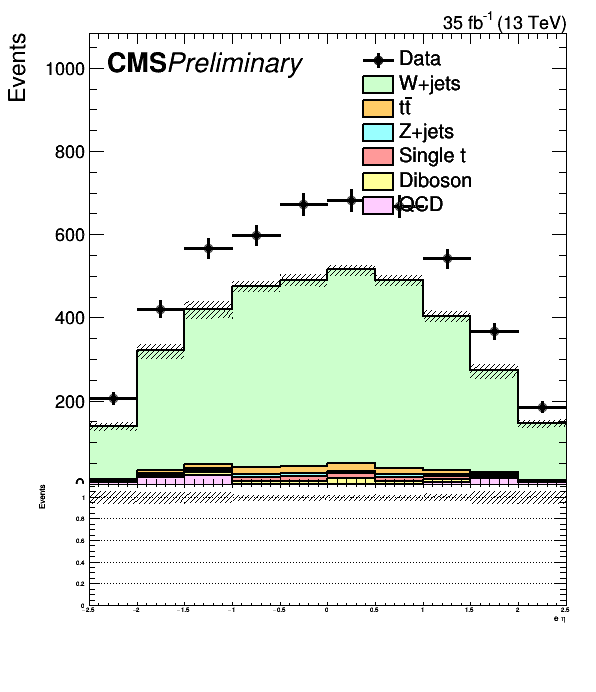 35 fb-1 (13 TeV)
Events
CMSPreliminary
Data
W+jets
tt̄
Z+jets
Single t
Diboson
QCD
1000
800
600
400
200
0
Events
1
0.8
0.6
0.4
0.2
0
-2.5 -2 -1.5 -1 -0.5 0 0.5 1 1.5 2 2.5
e η